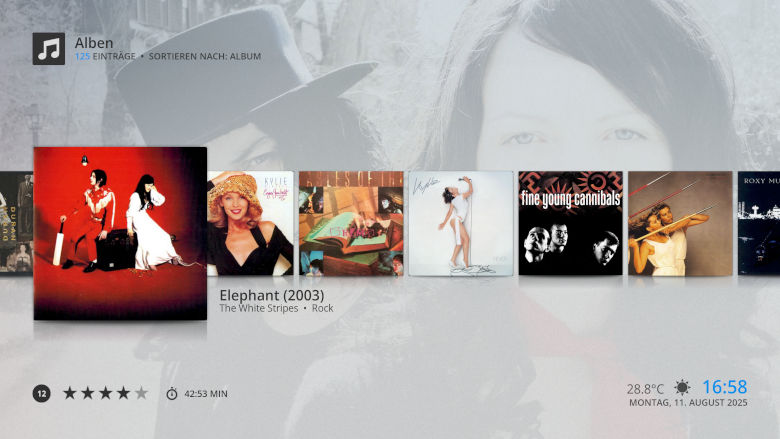 Alben
125 EINTRÄGE • SORTIEREN NACH: ALBUM
KYLIE
Kylie
fine young cannibals
ROXY MU
Elephant (2003)
The White Stripes • Rock
12
42:53 MIN
28.8°C
16:58
MONTAG, 11. AUGUST 2025